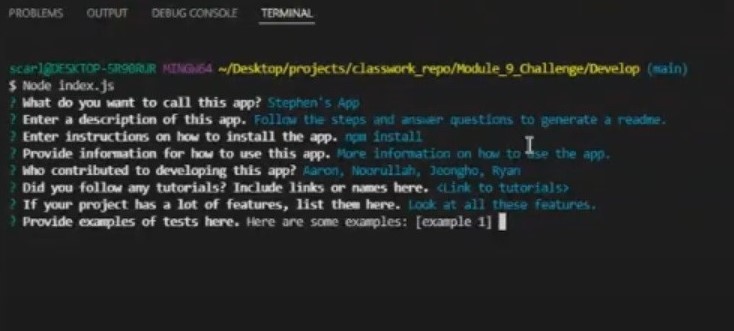 PROBLEMS OUTPUT DEBUG CONSOLE TERMINAL
scarl@DESKTOP-5R90RUR MINGW64 ~/Desktop/projects/classwork_repo/Module_9_Challenge/Develop (main)
$ Node index.js
? What do you want to call this app? Stephen's App
? Enter a description of this app. Follow the steps and answer questions to generate a readme.
? Enter instructions on how to install the app. npm install
? Provide information for how to use this app. More information on how to use the app.
? Who contributed to developing this app? Aaron, Noorullah, Jeongho, Ryan
? Did you follow any tutorials? Include links or names here. <Link to tutorials>
? If your project has a lot of features, list them here. Look at all these features.
? Provide examples of tests here. Here are some examples: [example 1]